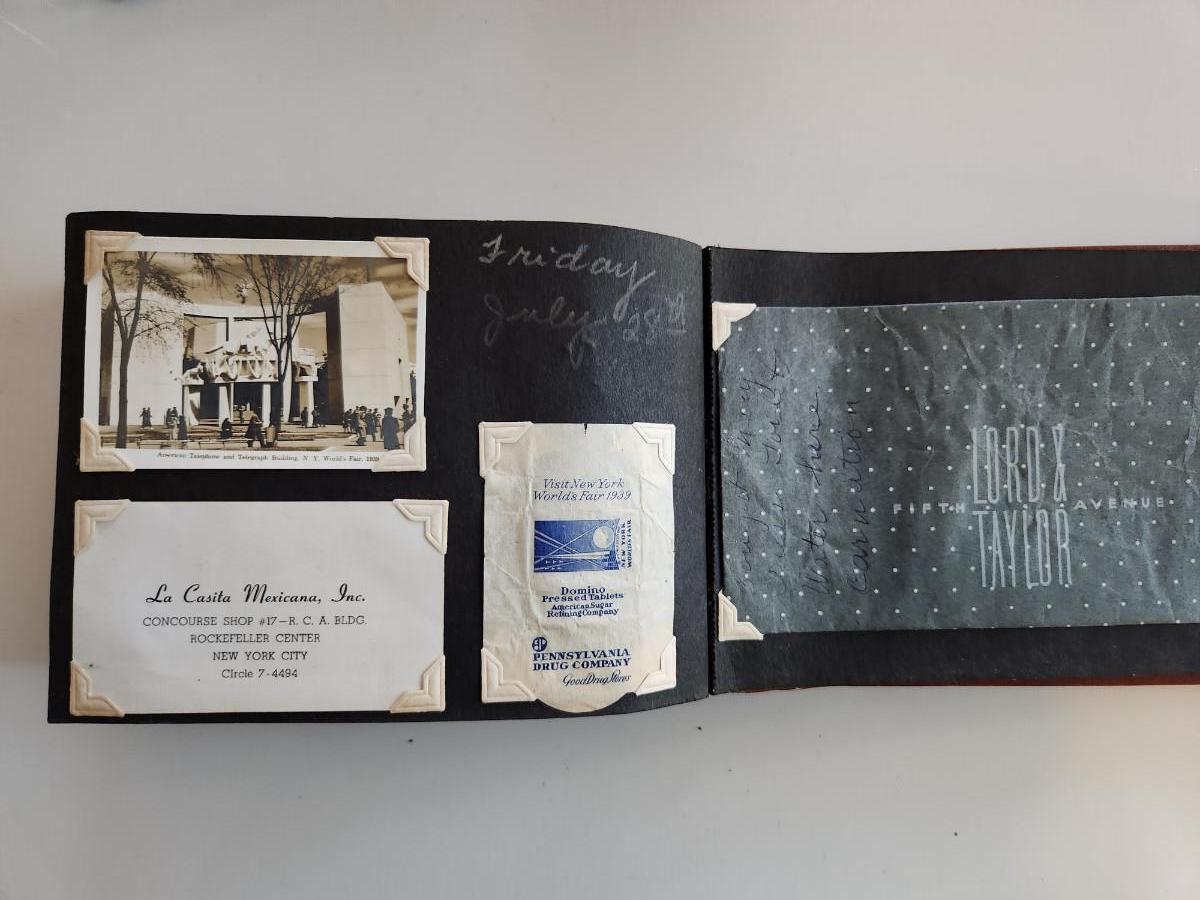 Friday
July 28th
American Telephone and Telegraph Building, N. Y. World's Fair, 1939
La Casita Mexicana, Inc.
CONCOURSE SHOP #17—R. C. A. BLDG.
ROCKEFELLER CENTER
NEW YORK CITY
CIrcle 7-4494
Visit New York
World's Fair 1939
NEW YORK
WORLD'S FAIR
Domino
Pressed Tablets
American Sugar
Refining Company
PENNSYLVANIA
DRUG COMPANY
Good Drug Stores
here
carnation
LORD &
FIFTH AVENUE
TAYLOR